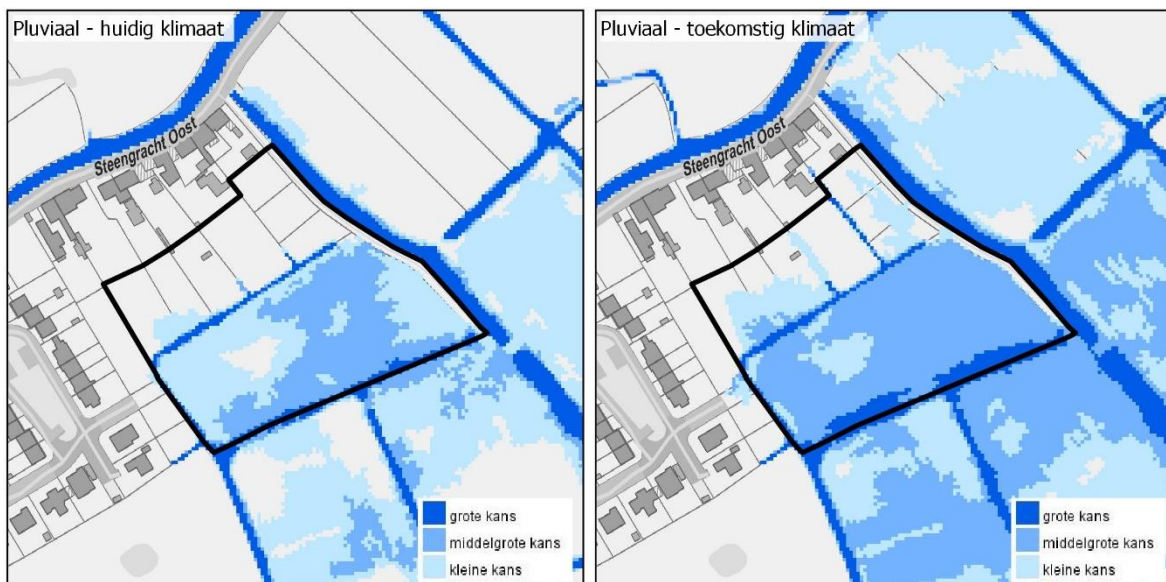 Pluviaal - huidig klimaat
Steengracht Oost
grote kans
middelgrote kans
kleine kans
Pluviaal - toekomstig klimaat
Steengracht Oost
grote kans
middelgrote kans
kleine kans